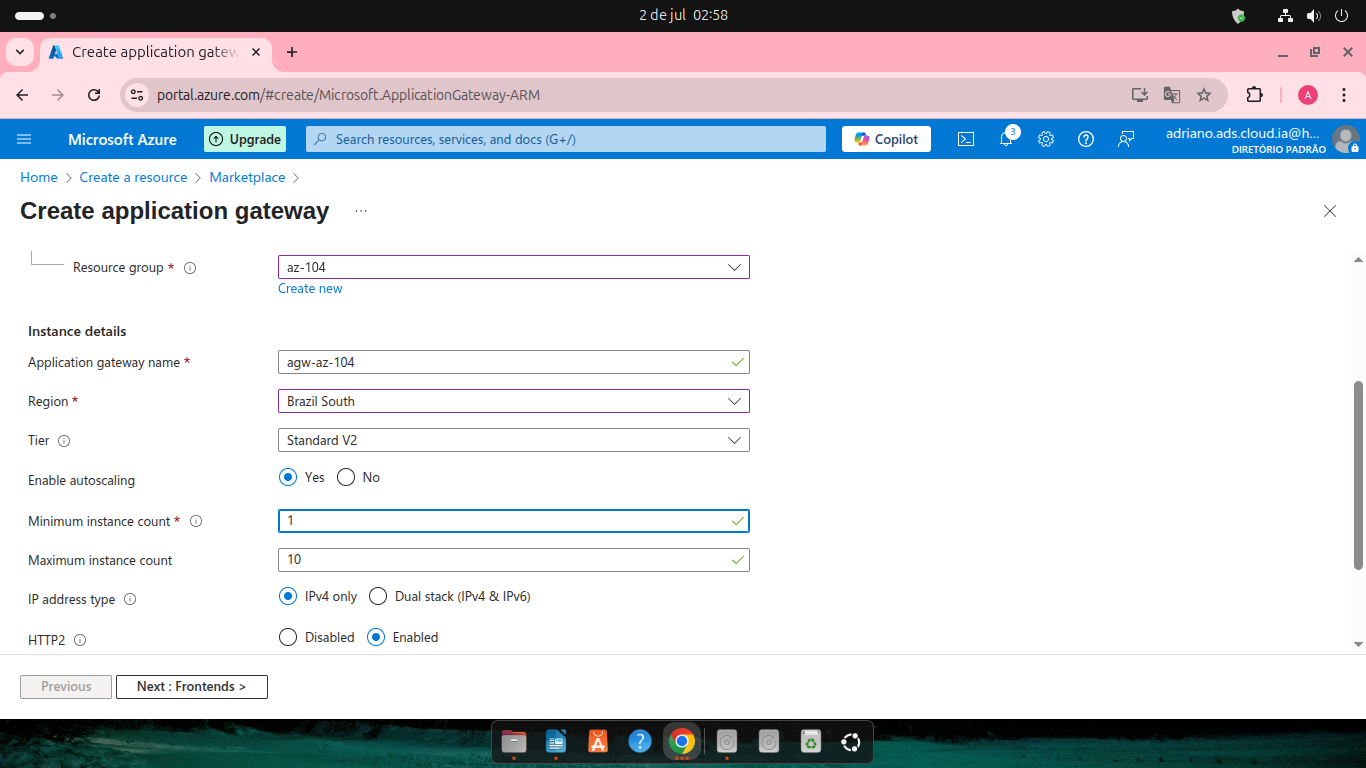 2 de jul 02:58
Create application gatew
portal.azure.com/#create/Microsoft.ApplicationGateway-ARM
A
Microsoft Azure
Upgrade
Search resources, services, and docs (G+/)
Copilot
3
adriano.ads.cloud.ia@h...
DIRETÓRIO PADRÃO
Home > Create a resource > Marketplace >
Create application gateway ...
Resource group * az-104
Create new
Instance details
Application gateway name * agw-az-104
Region * Brazil South
Tier Standard V2
Enable autoscaling Yes No
Minimum instance count * 1
Maximum instance count 10
IP address type IPv4 only Dual stack (IPv4 & IPv6)
HTTP2 Disabled Enabled
Previous Next : Frontends >